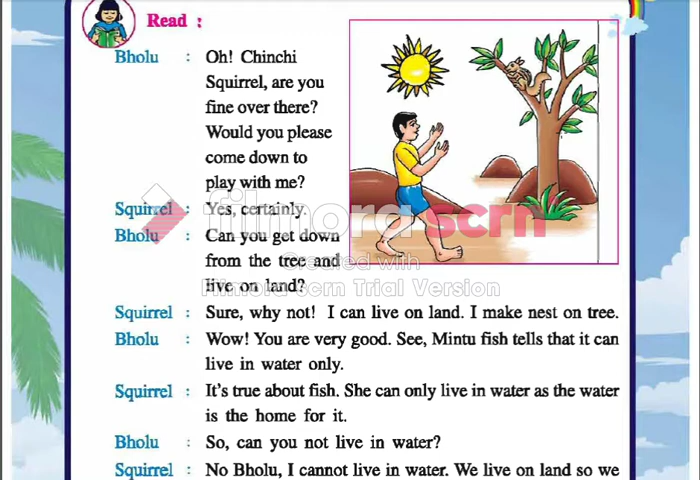 Read :
Bholu : Oh! Chinchi
Squirrel, are you
fine over there?
Would you please
come down to
play with me?
Squirrel : Yes, certainly.
Bholu : Can you get down
from the tree and
live on land?
filmora scrn
Created with
Filmora scrn Trial Version
Squirrel : Sure, why not! I can live on land. I make nest on tree.
Bholu : Wow! You are very good. See, Mintu fish tells that it can
live in water only.
Squirrel : It's true about fish. She can only live in water as the water
is the home for it.
Bholu : So, can you not live in water?
Squirrel : No Bholu, I cannot live in water. We live on land so we